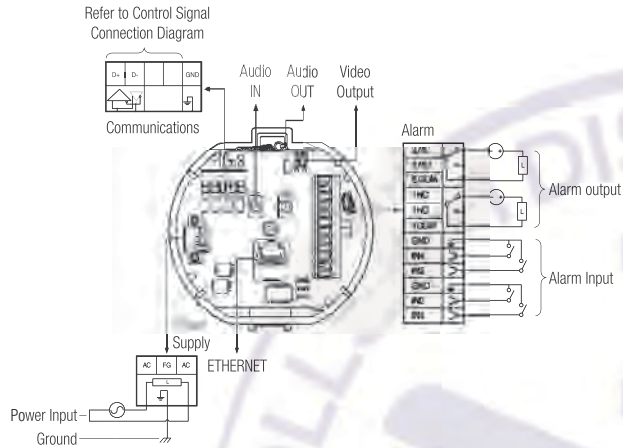 Refer to Control Signal
Connection Diagram
D+ D- GND
Communications
Audio
IN
Audio
OUT
Video
Output
Alarm
Alarm output
GND
Alarm Input
GND
Supply
ETHERNET
AC FG AC
L
Power Input
Ground
L
L